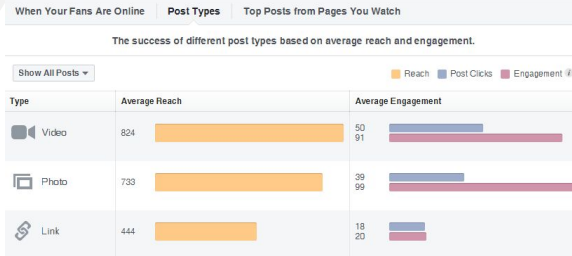 When Your Fans Are Online Post Types Top Posts from Pages You Watch
The success of different post types based on average reach and engagement.
Show All Posts Reach Post Clicks Engagement i
Type Average Reach Average Engagement
Video 824 50
91
Photo 733 39
99
Link 444 18
20